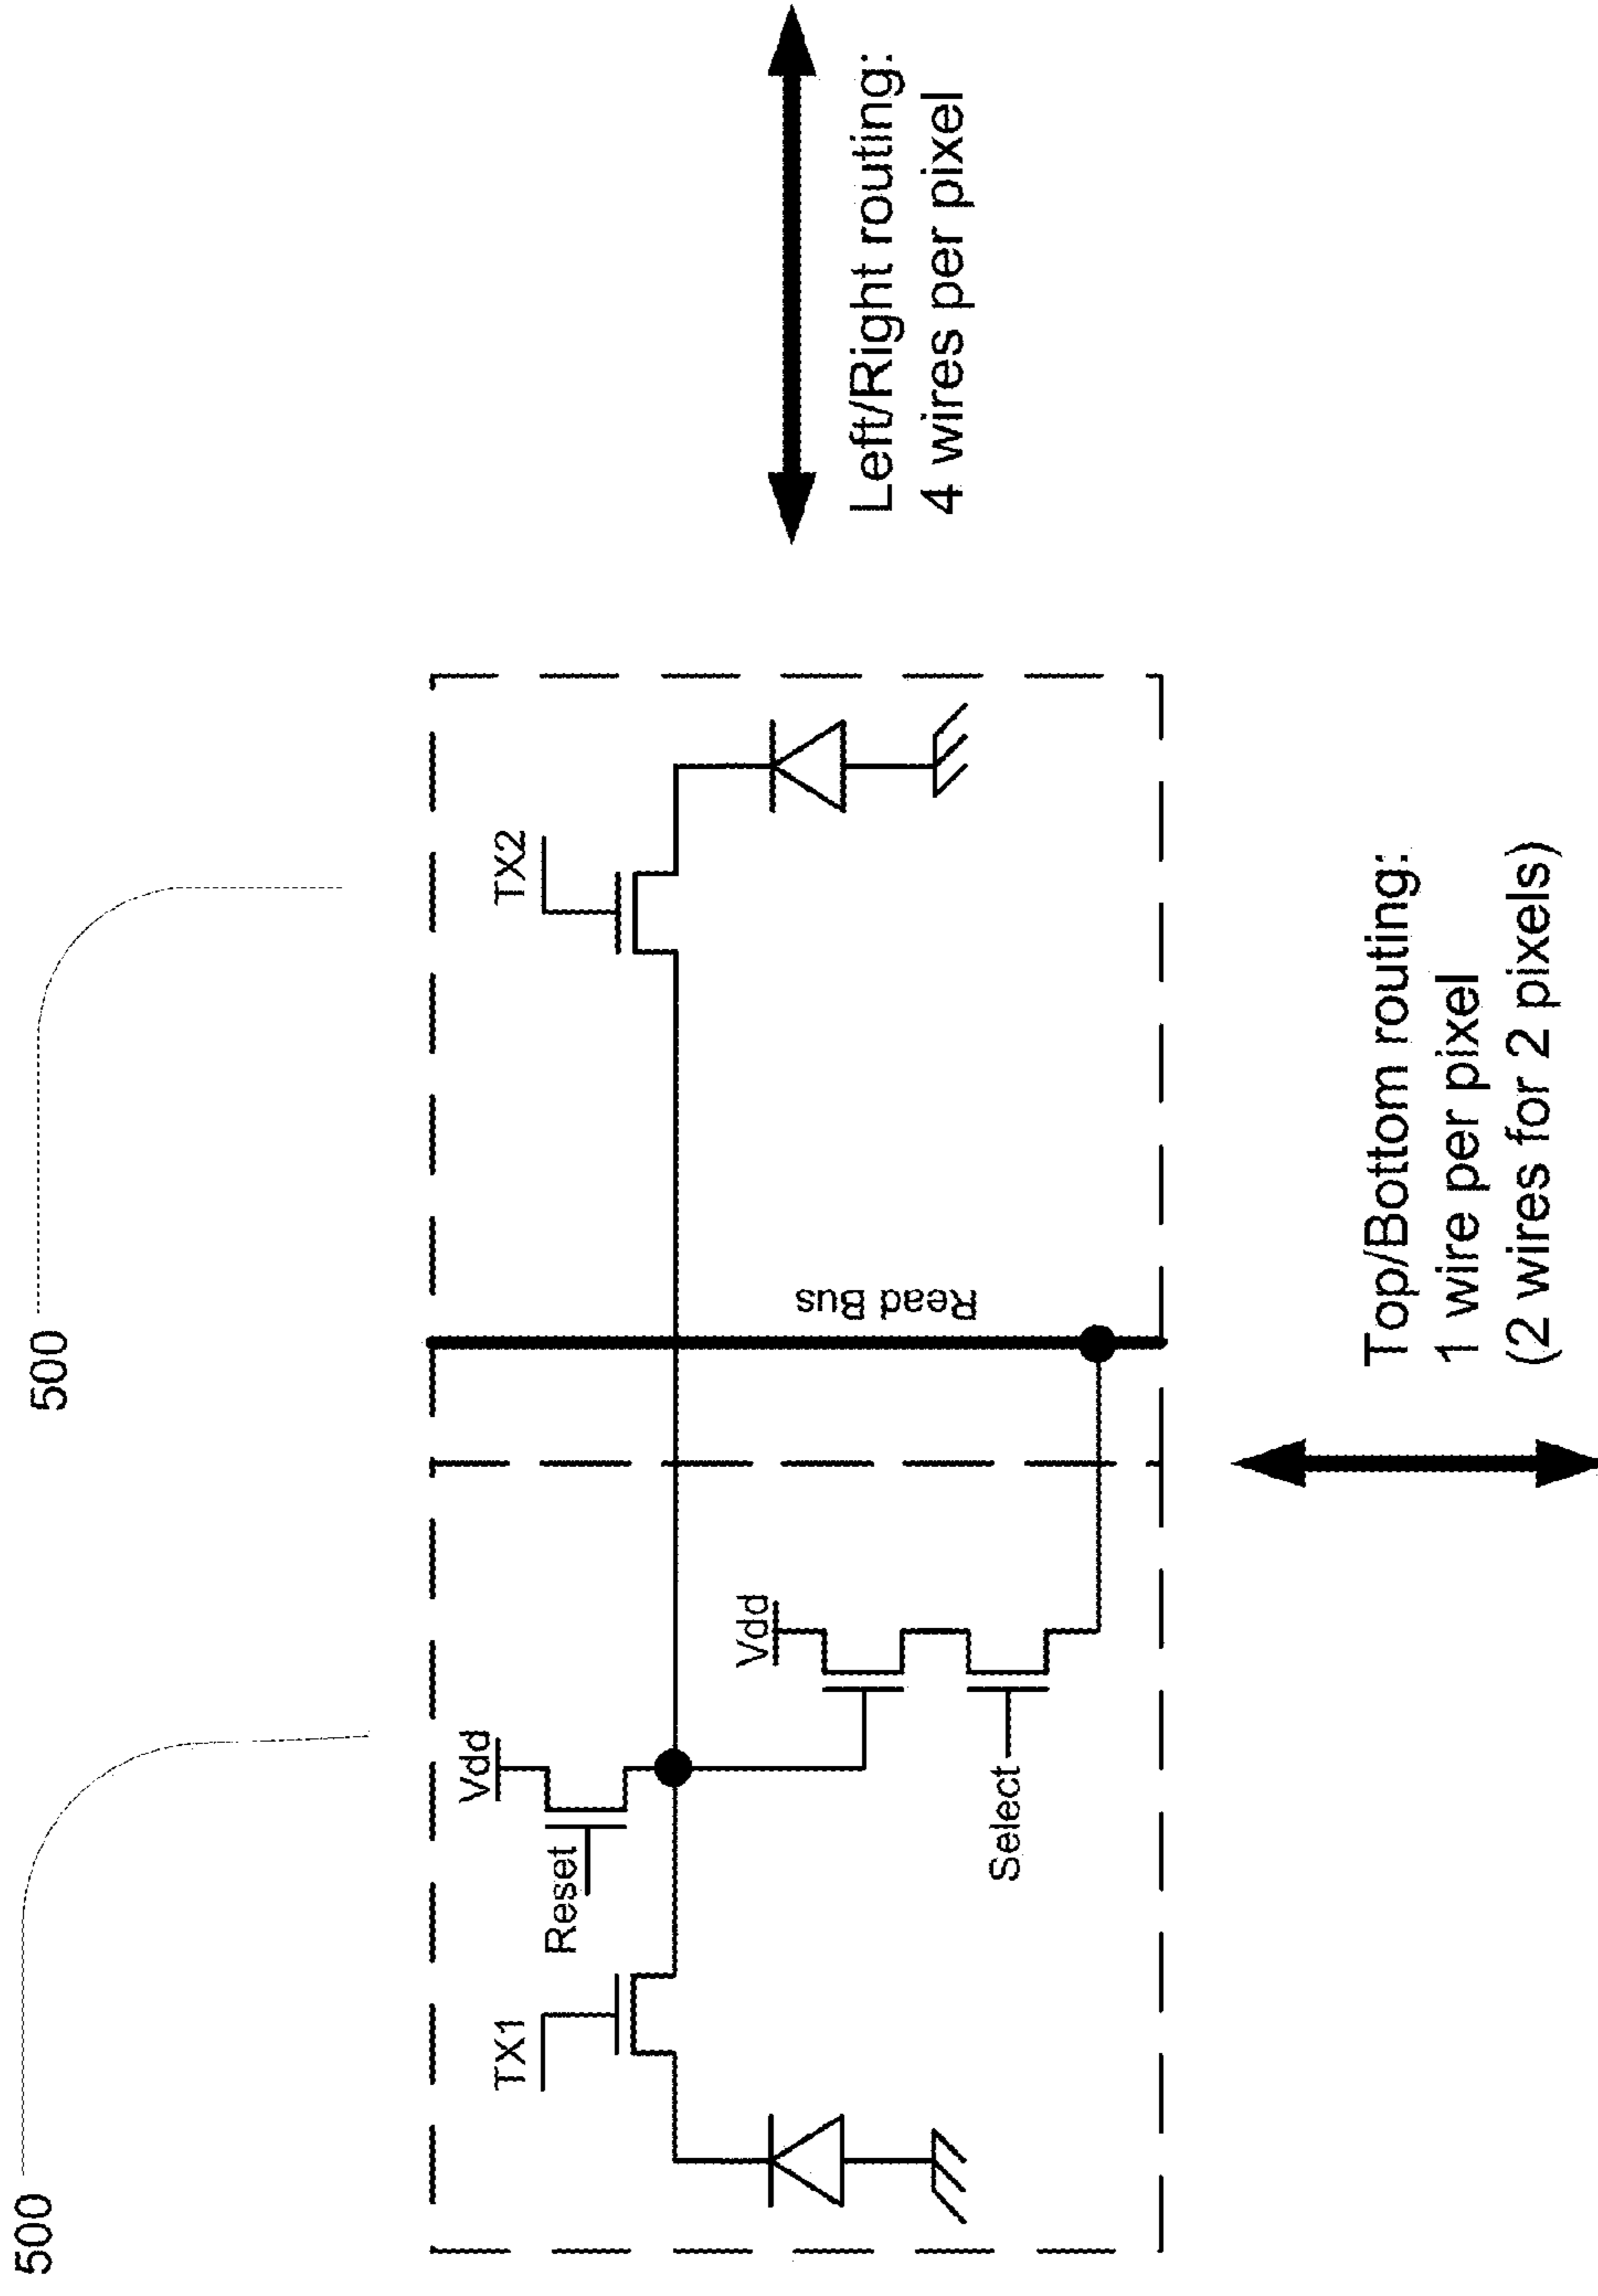 500
500
TX1
Reset
Vdd
Vdd
Select
Read Bus
TX2
Left/Right routing:
4 wires per pixel
Top/Bottom routing:
1 wire per pixel
(2 wires for 2 pixels)